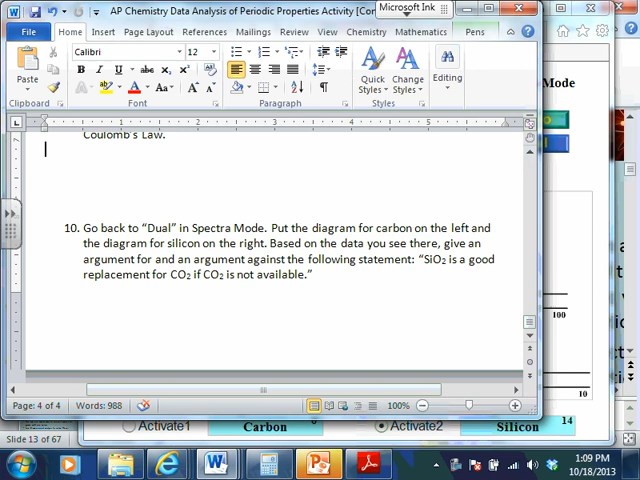 AP Chemistry Data Analysis of Periodic Properties Activity [Con
Microsoft Ink
File Home Insert Page Layout References Mailings Review View Chemistry Mathematics Pens
Calibri 12
Paste
Quick Styles
Change Styles
Editing
Clipboard Font Paragraph Styles
Mode
1 2 3 4 5
Coulomb's Law.
10. Go back to "Dual" in Spectra Mode. Put the diagram for carbon on the left and
the diagram for silicon on the right. Based on the data you see there, give an
argument for and an argument against the following statement: "SiO2 is a good
replacement for CO2 if CO2 is not available."
100
10
Page: 4 of 4 Words: 988 100%
Slide 13 of 67
Activate1 Carbon Activate2 Silicon 14
1:09 PM
10/18/2013